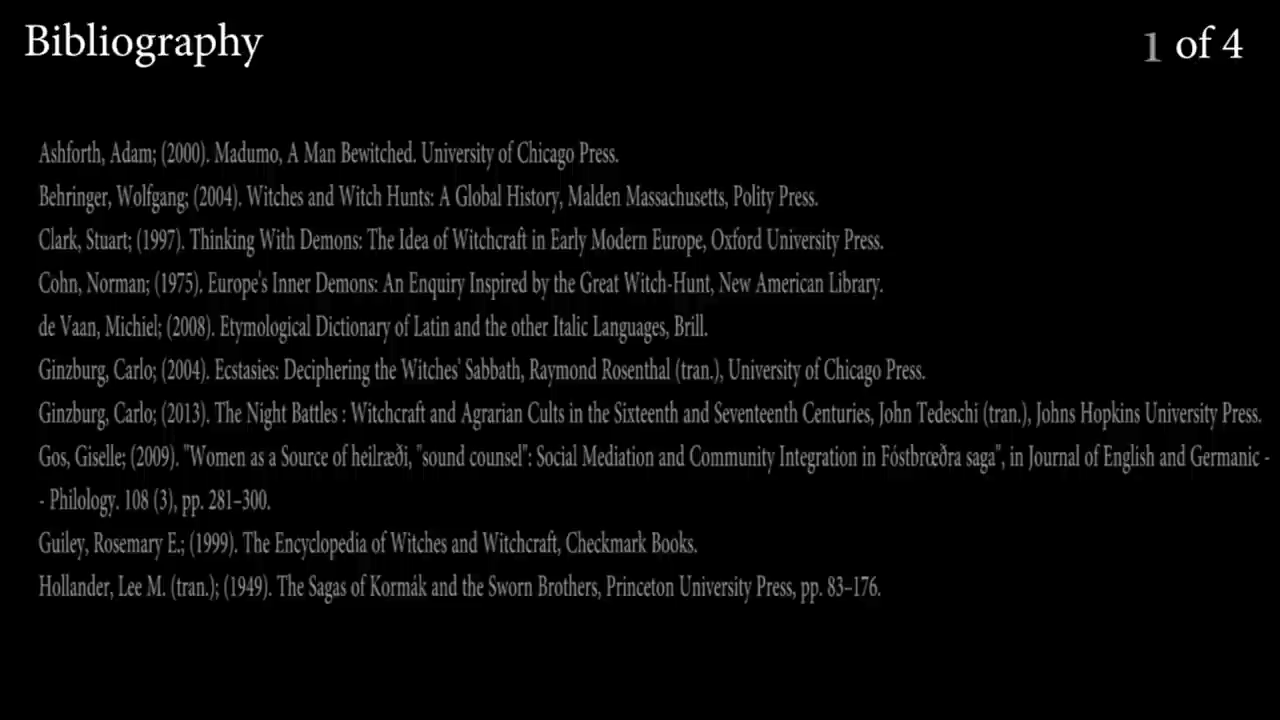 Bibliography
1 of 4
Ashforth, Adam; (2000). Madumo, A Man Bewitched. University of Chicago Press.
Behringer, Wolfgang; (2004). Witches and Witch Hunts: A Global History, Malden Massachusetts, Polity Press.
Clark, Stuart; (1997). Thinking With Demons: The Idea of Witchcraft in Early Modern Europe, Oxford University Press.
Cohn, Norman; (1975). Europe's Inner Demons: An Enquiry Inspired by the Great Witch-Hunt, New American Library.
de Vaan, Michiel; (2008). Etymological Dictionary of Latin and the other Italic Languages, Brill.
Ginzburg, Carlo; (2004). Ecstasies: Deciphering the Witches' Sabbath, Raymond Rosenthal (tran.), University of Chicago Press.
Ginzburg, Carlo; (2013). The Night Battles : Witchcraft and Agrarian Cults in the Sixteenth and Seventeenth Centuries, John Tedeschi (tran.), Johns Hopkins University Press.
Gos, Giselle; (2009). "Women as a Source of heilræði, "sound counsel": Social Mediation and Community Integration in Fóstbrœðra saga", in Journal of English and Germanic -
- Philology. 108 (3), pp. 281–300.
Guiley, Rosemary E.; (1999). The Encyclopedia of Witches and Witchcraft, Checkmark Books.
Hollander, Lee M. (tran.); (1949). The Sagas of Kormák and the Sworn Brothers, Princeton University Press, pp. 83–176.